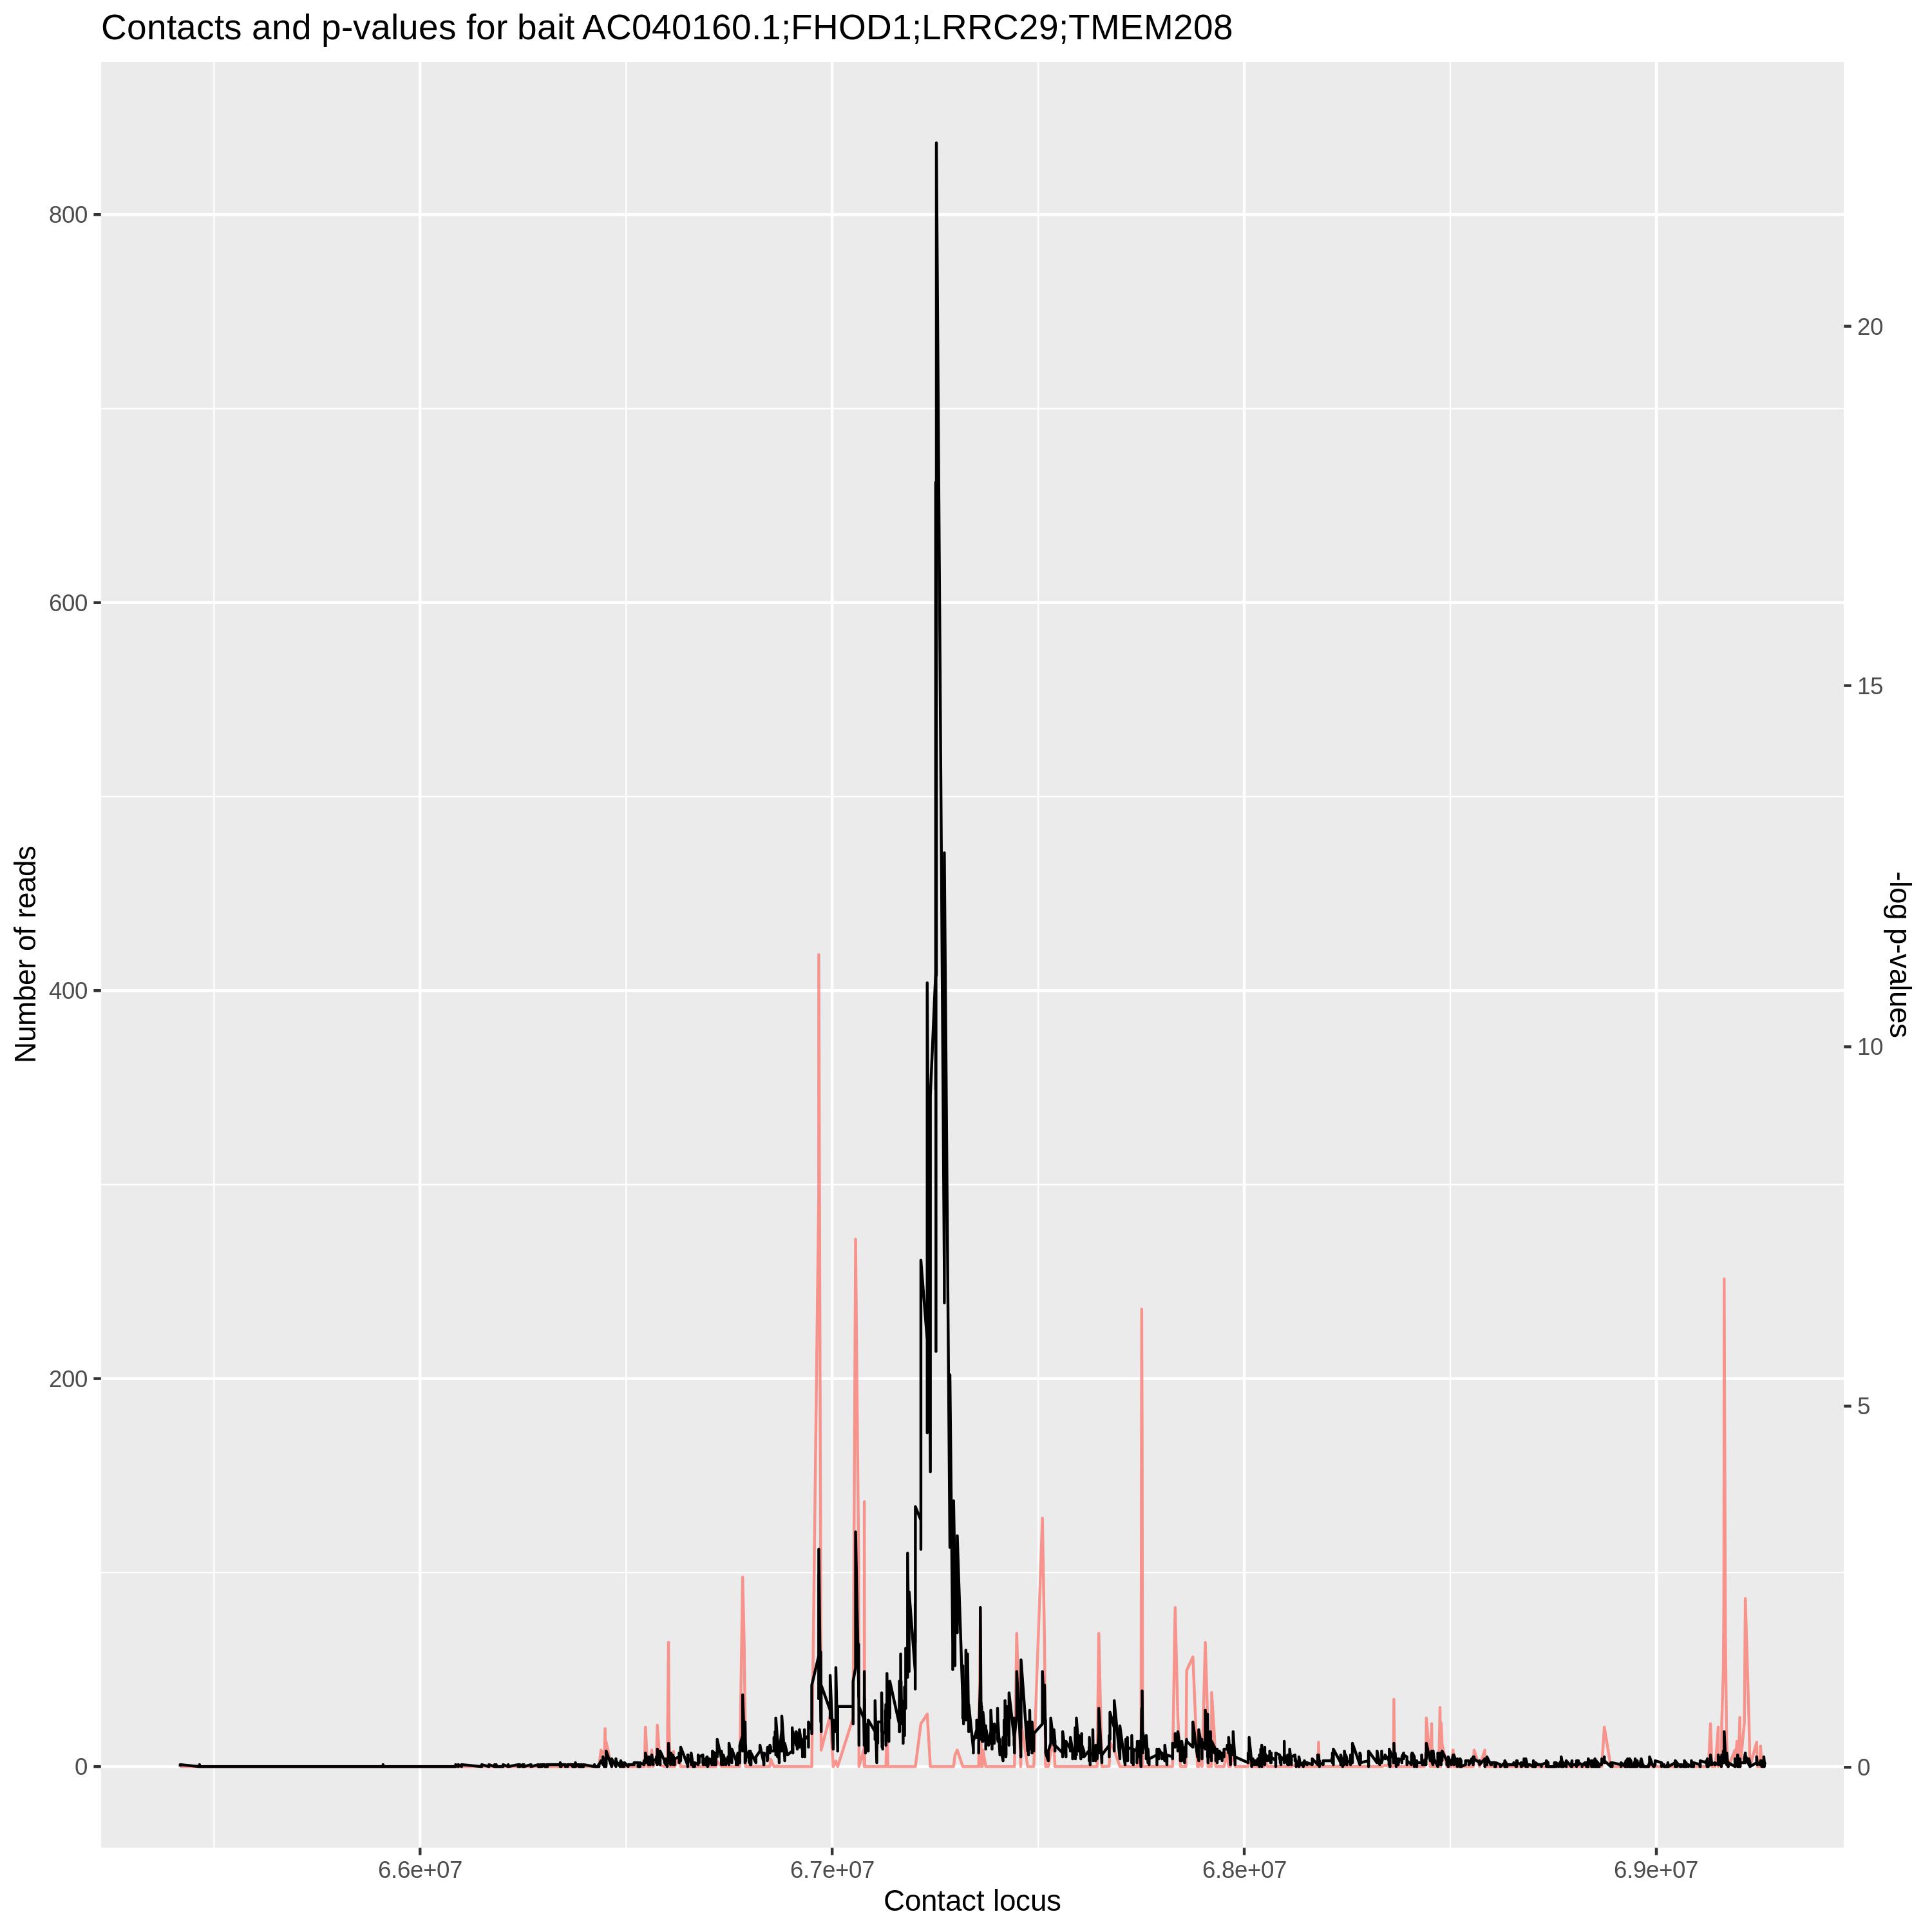 Contacts and p-values for bait AC040160.1;FHOD1;LRRC29;TMEM208
800
600
400
200
0
Number of reads
20
15
10
5
0
-log p-values
6.6e+07
6.7e+07
6.8e+07
6.9e+07
Contact locus